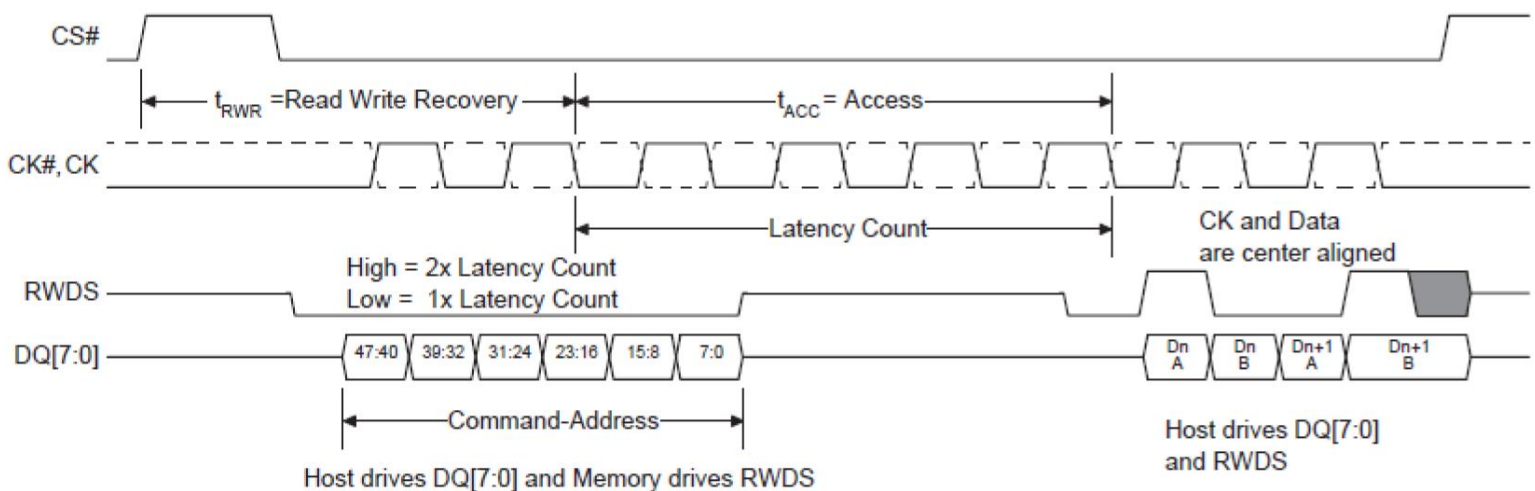 CS#
tRWR =Read Write Recovery
tACC = Access
CK#, CK
Latency Count
CK and Data
are center aligned
High = 2x Latency Count
Low = 1x Latency Count
RWDS
DQ[7:0]
47:40 39:32 31:24 23:16 15:8 7:0
Dn
A
Dn
B
Dn+1
A
Dn+1
B
Command-Address
Host drives DQ[7:0]
and RWDS
Host drives DQ[7:0] and Memory drives RWDS